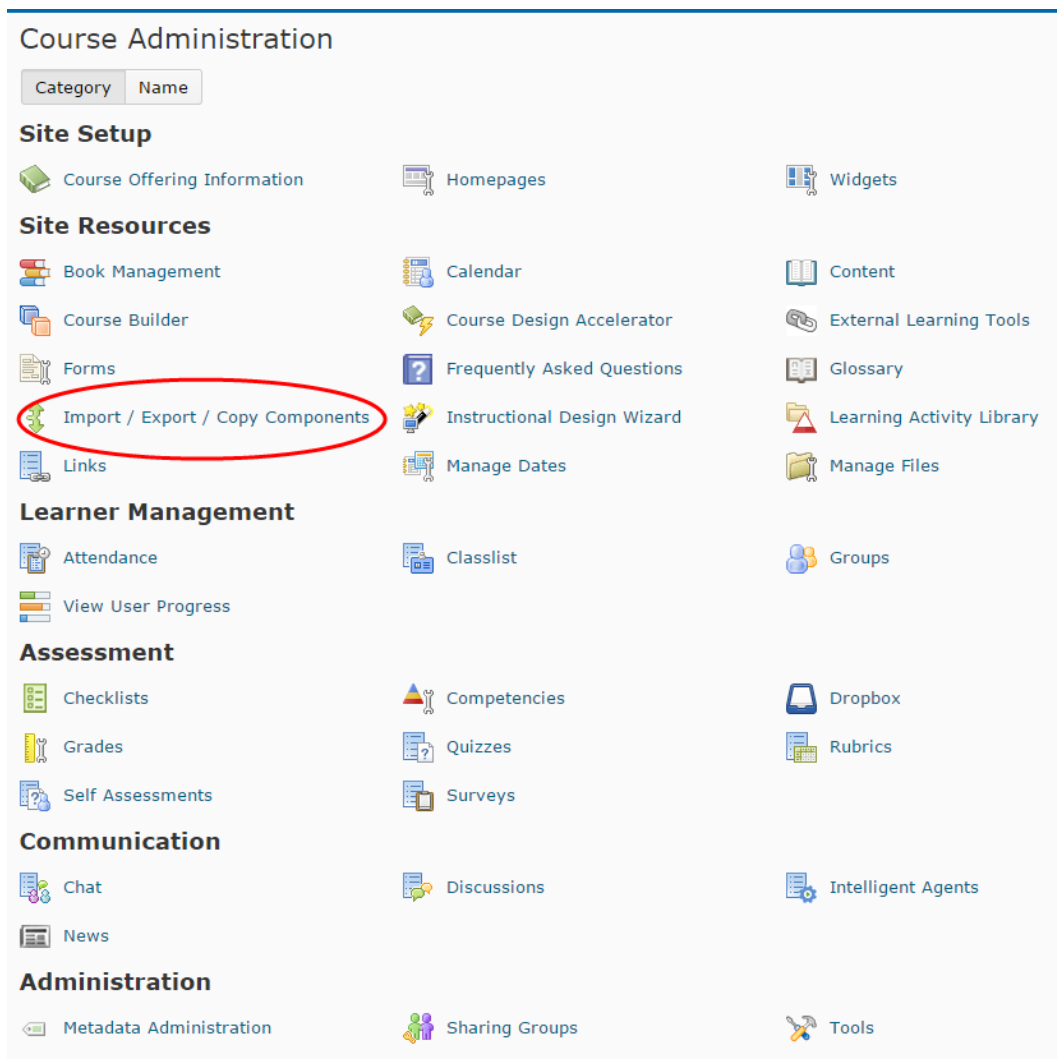 Course Administration
Category Name
Site Setup
Course Offering Information Homepages Widgets
Site Resources
Book Management Calendar Content
Course Builder Course Design Accelerator External Learning Tools
Forms Frequently Asked Questions Glossary
Import / Export / Copy Components Instructional Design Wizard Learning Activity Library
Links Manage Dates Manage Files
Learner Management
Attendance Classlist Groups
View User Progress
Assessment
Checklists Competencies Dropbox
Grades Quizzes Rubrics
Self Assessments Surveys
Communication
Chat Discussions Intelligent Agents
News
Administration
Metadata Administration Sharing Groups Tools